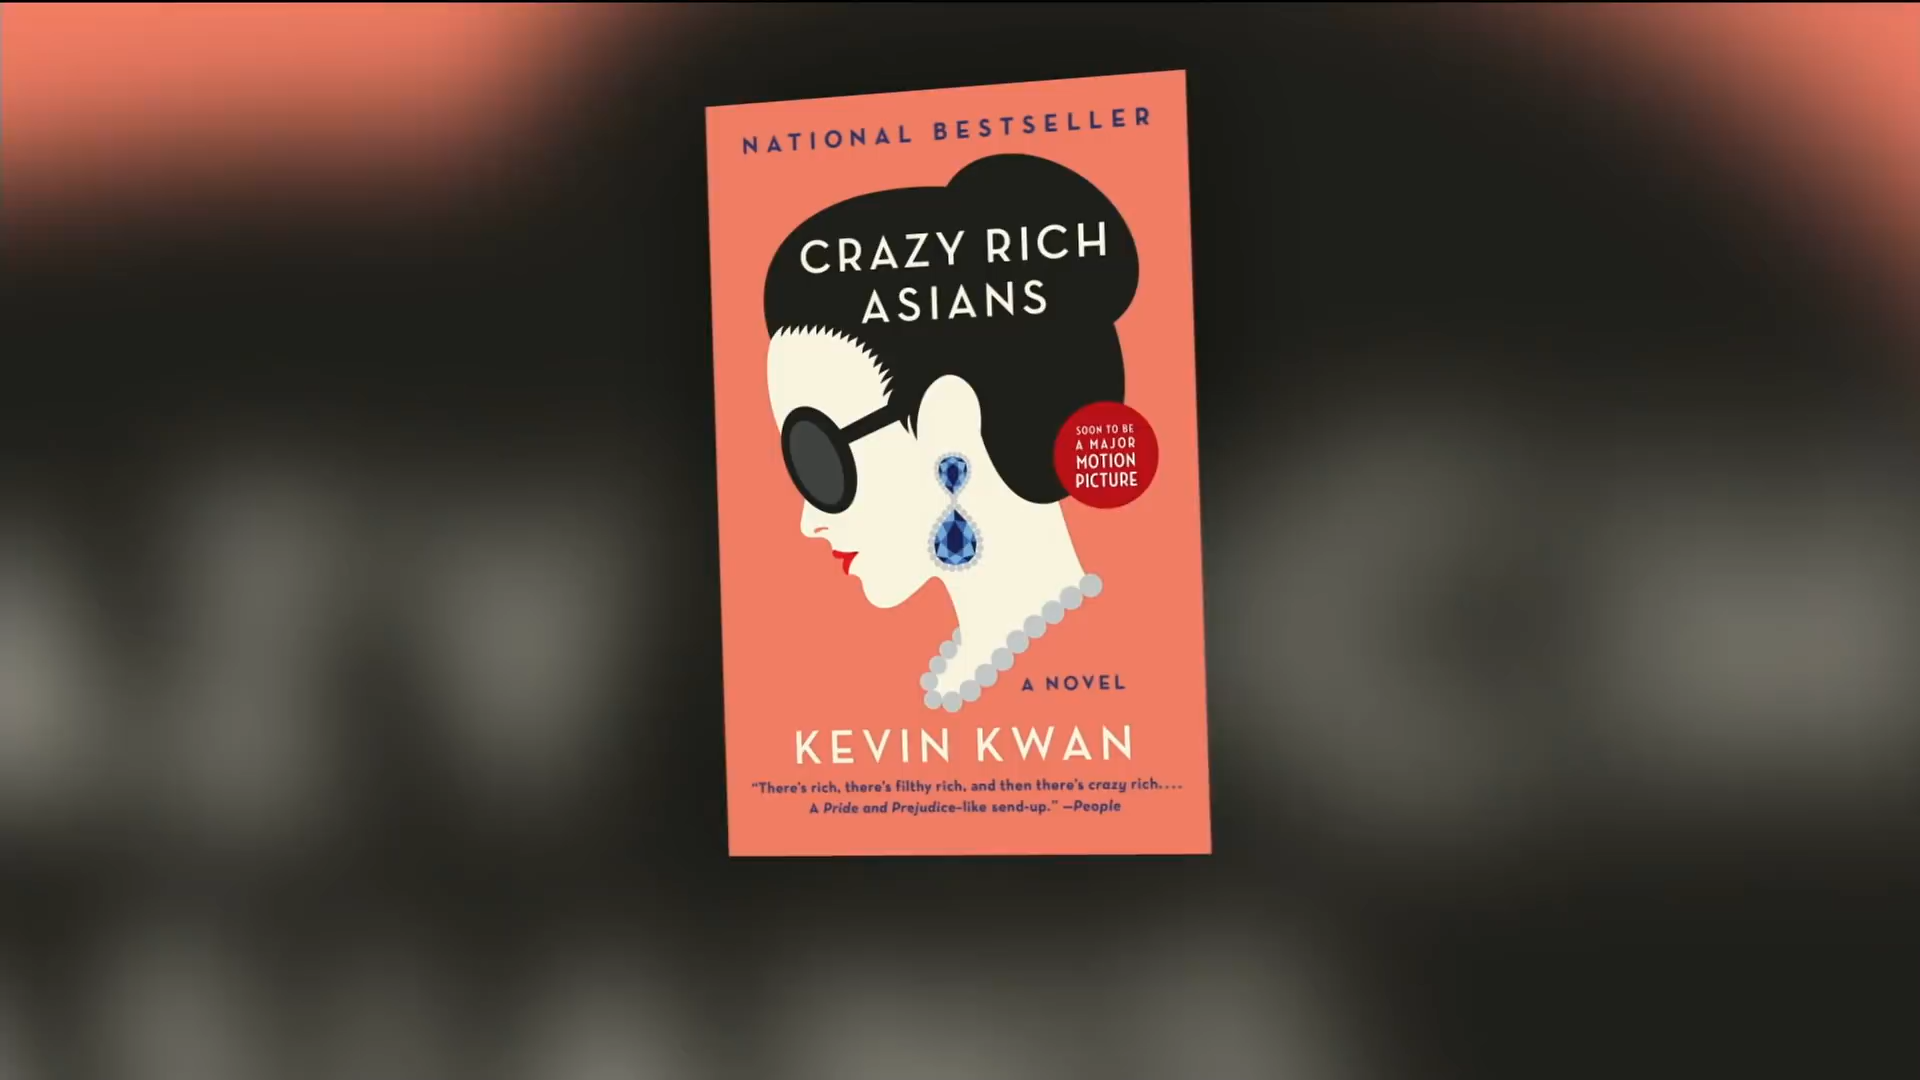 NATIONAL BESTSELLER
CRAZY RICH
ASIANS
SOON TO BE
A MAJOR
MOTION
PICTURE
A NOVEL
KEVIN KWAN
“There’s rich, there’s filthy rich, and then there’s crazy rich....
A Pride and Prejudice–like send-up.” —People